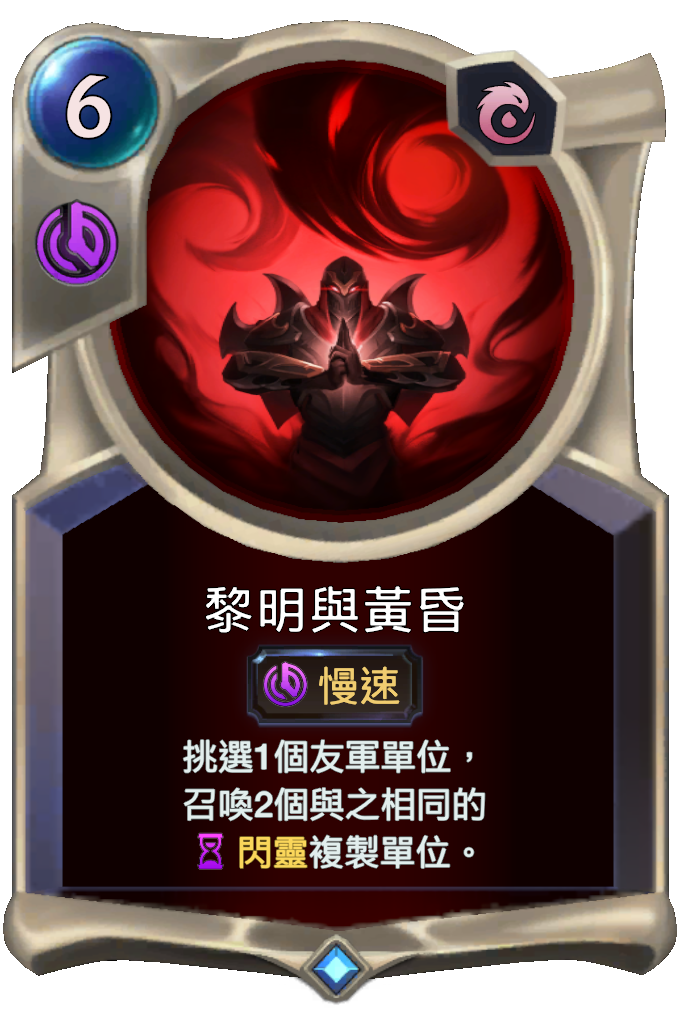 6
黎明與黃昏
慢速
挑選1個友軍單位，
召喚2個與之相同的
閃靈複製單位。